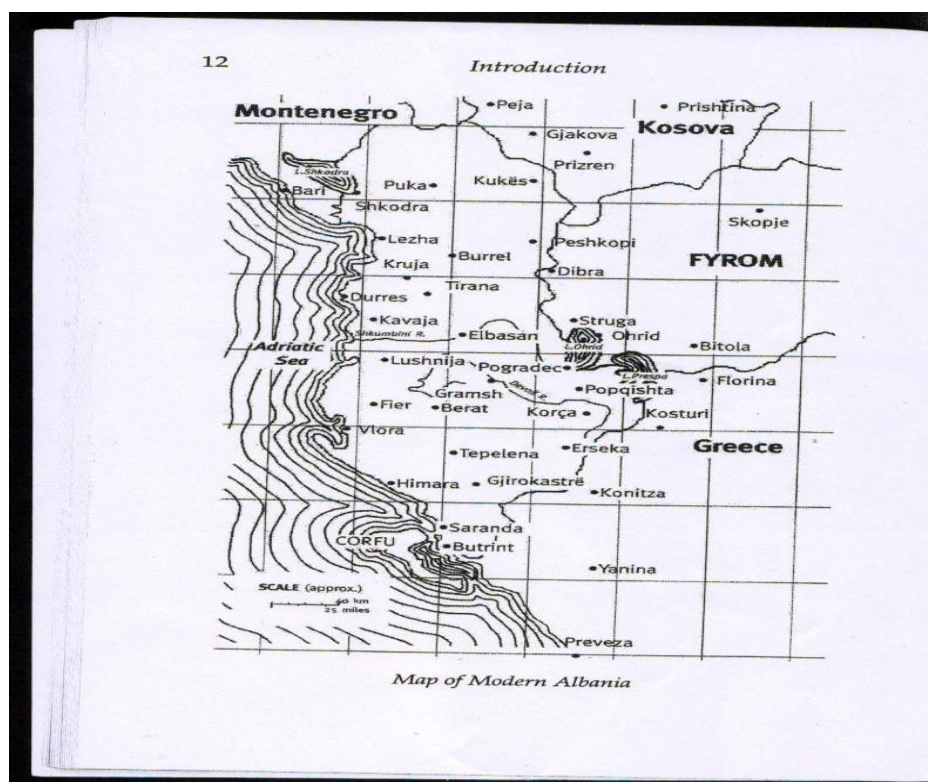 12
Introduction
Peja
Prishtina
Montenegro
Kosova
Gjakova
Prizren
L.Shkodra
Bari
Puka
Kukës
Shkodra
Skopje
Lezha
Peshkopi
Burrel
Kruja
Dibra
FYROM
Tirana
Durres
Kavaja
Struga
Shkumbini R.
Elbasan
Ohrid
L.Ohrid
Bitola
Adriatic
Sea
Lushnija
Pogradec
L.Prespa
Florina
Popqishta
Gramsh
Fier
Berat
Korça
Kosturi
Vlora
Tepelena
Erseka
Greece
Himara
Gjirokastrë
Konitza
Saranda
CORFU
Butrint
Yanina
SCALE (approx.)
40 km
25 miles
Preveza
Map of Modern Albania